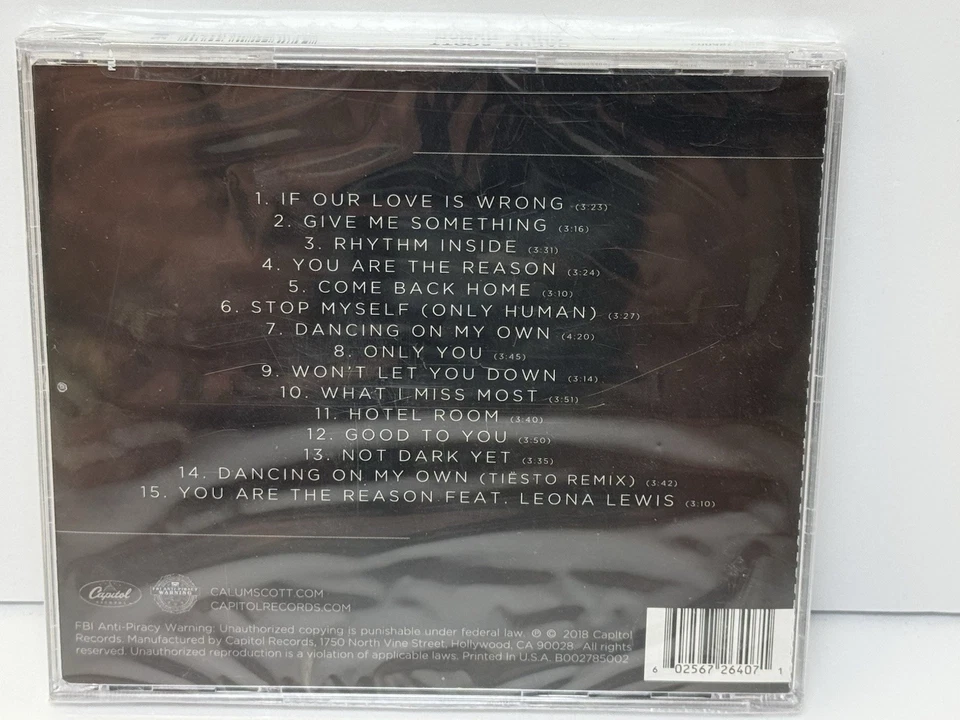 1. IF OUR LOVE IS WRONG (3:23)
2. GIVE ME SOMETHING (3:16)
3. RHYTHM INSIDE (3:31)
4. YOU ARE THE REASON (3:24)
5. COME BACK HOME (3:10)
6. STOP MYSELF (ONLY HUMAN) (3:27)
7. DANCING ON MY OWN (4:20)
8. ONLY YOU (3:45)
9. WON'T LET YOU DOWN (3:14)
10. WHAT I MISS MOST (3:51)
11. HOTEL ROOM (3:40)
12. GOOD TO YOU (3:50)
13. NOT DARK YET (3:35)
14. DANCING ON MY OWN (TIËSTO REMIX) (3:42)
15. YOU ARE THE REASON FEAT. LEONA LEWIS (3:10)
Capitol
RECORDS
WARNING
CALUMSCOTT.COM
CAPITOLRECORDS.COM
FBI Anti-Piracy Warning: Unauthorized copying is punishable under federal law. ℗ © 2018 Capitol
Records. Manufactured by Capitol Records, 1750 North Vine Street, Hollywood, CA 90028. All rights
reserved. Unauthorized reproduction is a violation of applicable laws. Printed in U.S.A. B002785002
6 02567 26407 1